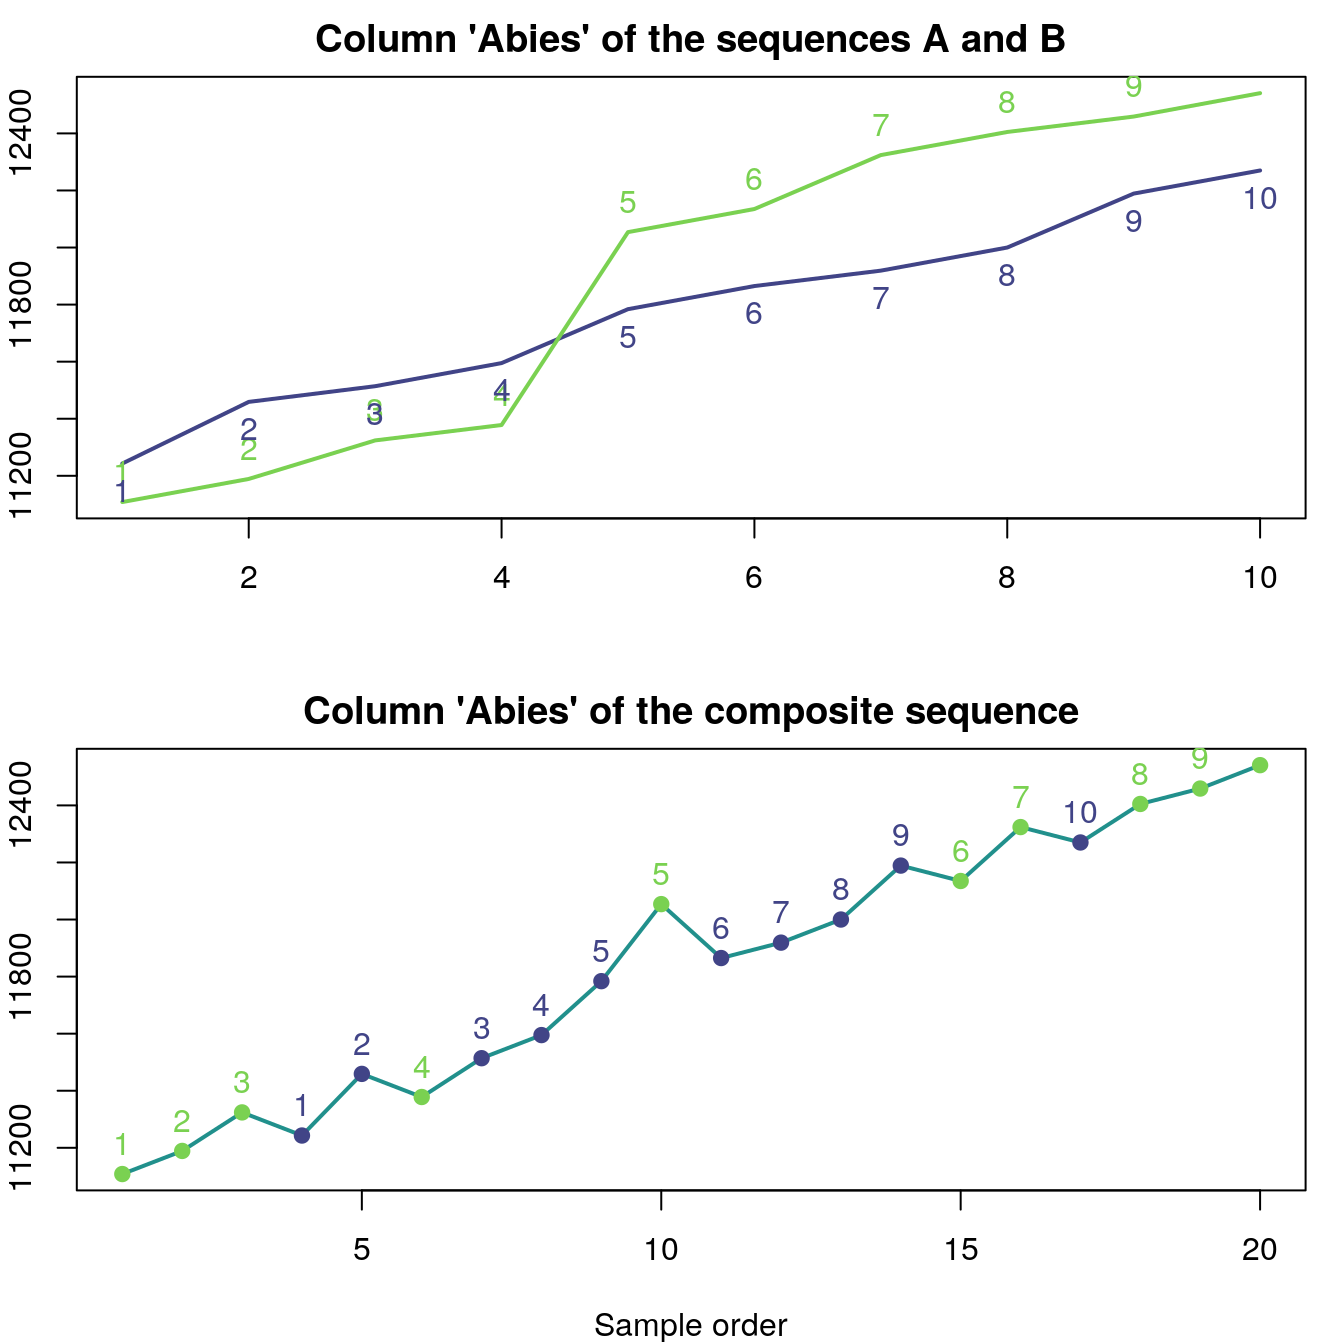 Column 'Abies' of the sequences A and B
12400
11800
11200
1 2 3 4 5 6 7 8 9
1 2 3 4 5 6 7 8 9 10
2 4 6 8 10
Column 'Abies' of the composite sequence
12400
11800
11200
1 2 3 1 2 4 3 4 5 5 6 7 8 9 6 7 10 8 9
5 10 15 20
Sample order